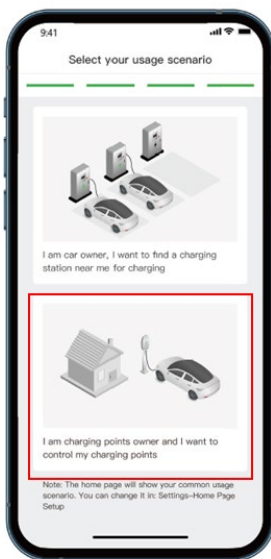 9:41
Select your usage scenario
I am car owner, I want to find a charging
station near me for charging
I am charging points owner and I want to
control my charging points
Note: The home page will show your common usage
scenario. You can change it in: Settings-Home Page
Setup